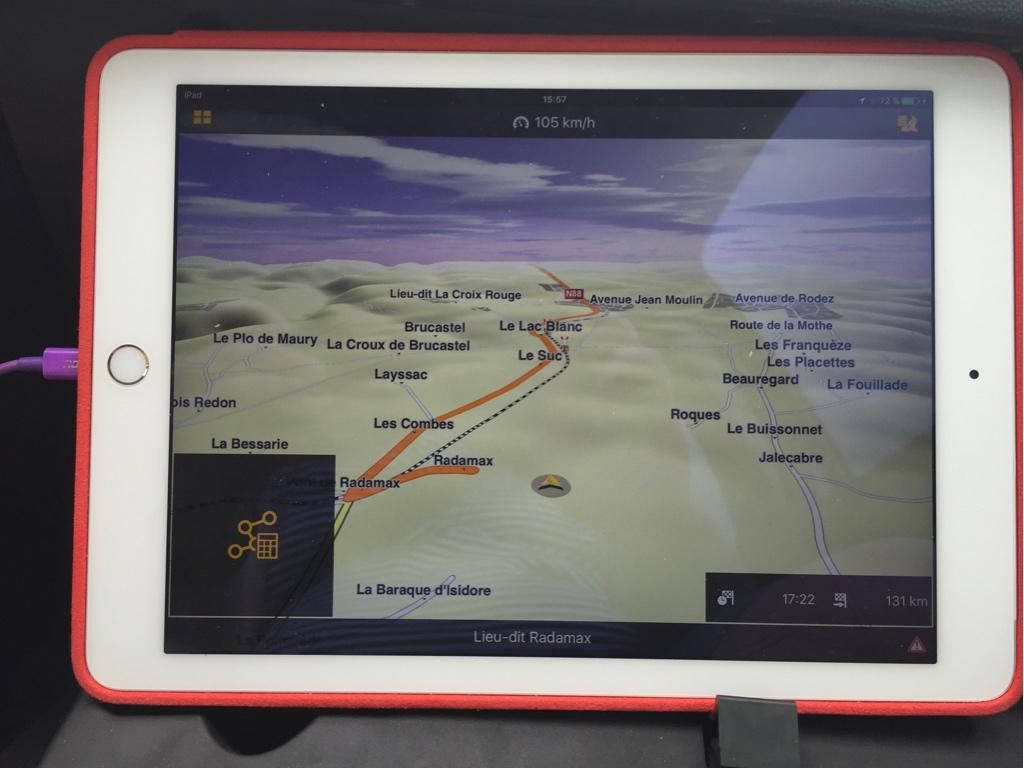 iPad
15:57
72 %
105 km/h
Lieu-dit La Croix Rouge
N88
Avenue Jean Moulin
Avenue de Rodez
Brucastel
Le Lac Blanc
Route de la Mothe
Le Plo de Maury
La Croux de Brucastel
Les Franquèze
Le Suc
Les Placettes
Layssac
Beauregard
La Fouillade
ois Redon
Roques
Les Combes
Le Buissonnet
La Bessarie
Jalecabre
Radamax
de Radamax
La Baraque d'Isidore
17:22
131 km
Lieu-dit Radamax